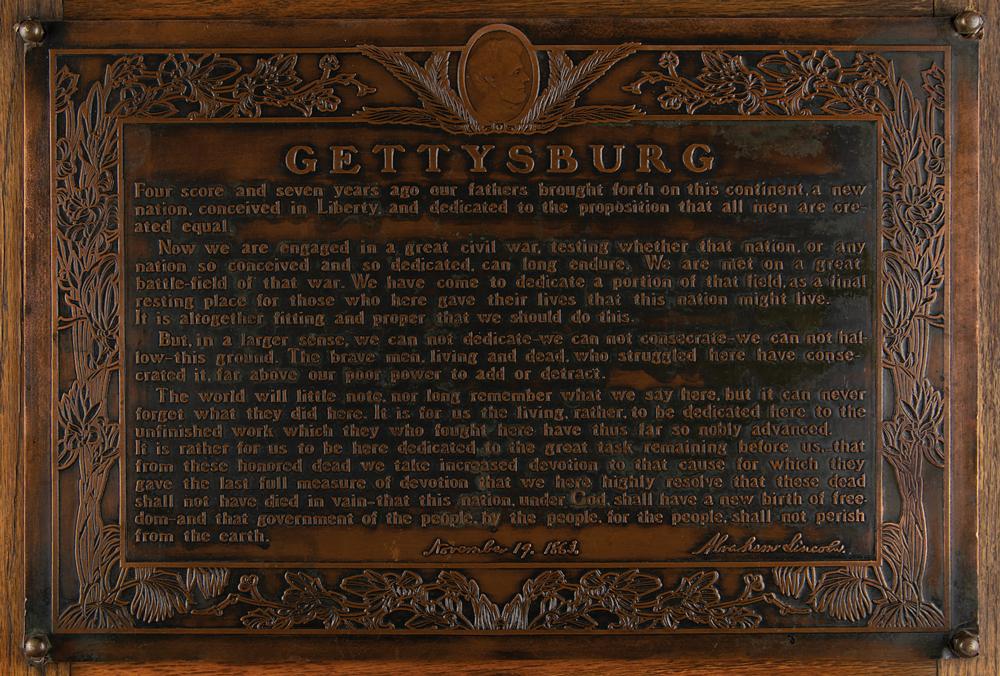 GETTYSBURG
Four score and seven years ago our fathers brought forth on this continent, a new
nation, conceived in Liberty, and dedicated to the proposition that all men are cre-
ated equal.
Now we are engaged in a great civil war, testing whether that nation, or any
nation so conceived and so dedicated, can long endure. We are met on a great
battle-field of that war. We have come to dedicate a portion of that field, as a final
resting place for those who here gave their lives that this nation might live.
It is altogether fitting and proper that we should do this.
But, in a larger sense, we can not dedicate-we can not consecrate-we can not hal-
low-this ground. The brave men, living and dead, who struggled here have conse-
crated it, far above our poor power to add or detract.
The world will little note, nor long remember what we say here, but it can never
forget what they did here. It is for us the living, rather, to be dedicated here to the
unfinished work which they who fought here have thus far so nobly advanced.
It is rather for us to be here dedicated to the great task remaining before us-that
from these honored dead we take increased devotion to that cause for which they
gave the last full measure of devotion that we here highly resolve that these dead
shall not have died in vain-that this nation, under God, shall have a new birth of free-
dom-and that government of the people, by the people, for the people, shall not perish
from the earth.
November 19. 1863. Abraham Lincoln.